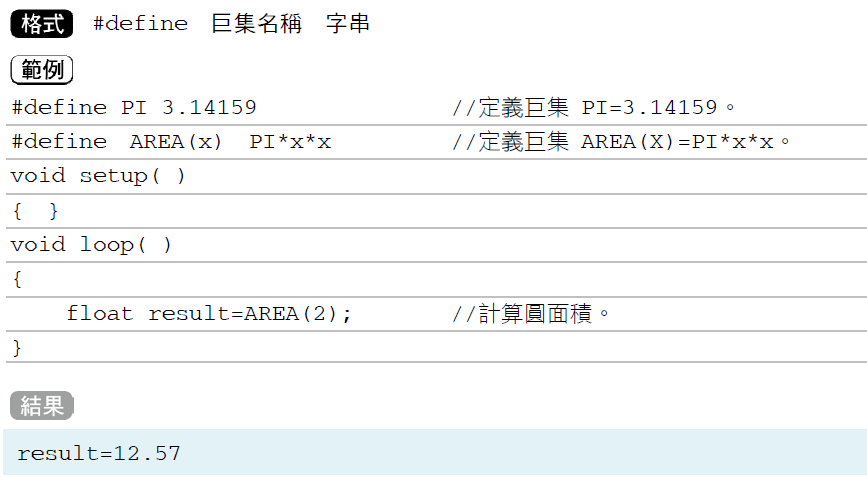 格式 #define 巨集名稱 字串
範例
#define PI 3.14159 //定義巨集 PI=3.14159。
#define AREA(x) PI*x*x //定義巨集 AREA(X)=PI*x*x。
void setup( )
{ }
void loop( )
{
float result=AREA(2); //計算圓面積。
}
結果
result=12.57